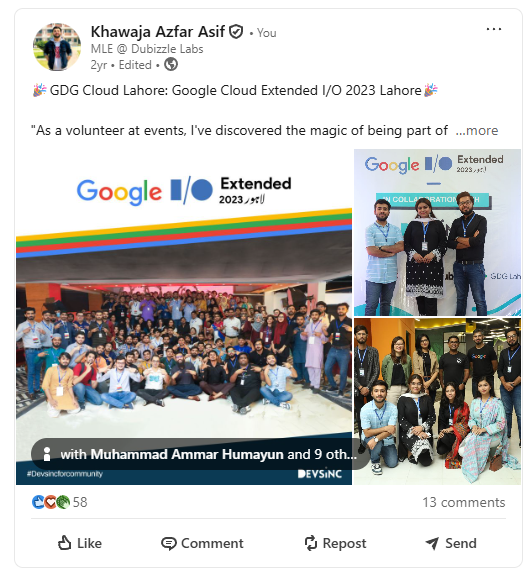 Khawaja Azfar Asif • You
MLE @ Dubizzle Labs
2yr • Edited •
🎉 GDG Cloud Lahore: Google Cloud Extended I/O 2023 Lahore 🎉
"As a volunteer at events, I've discovered the magic of being part of ...more
Google I/O Extended
2023 لاہور
with Muhammad Ammar Humayun and 9 oth...
#Devsincforcommunity
DEVSINC
Google I/O Extended
2023 لاہور
IN COLLABORATION WITH
GDG Lah
Google
58
13 comments
Like
Comment
Repost
Send